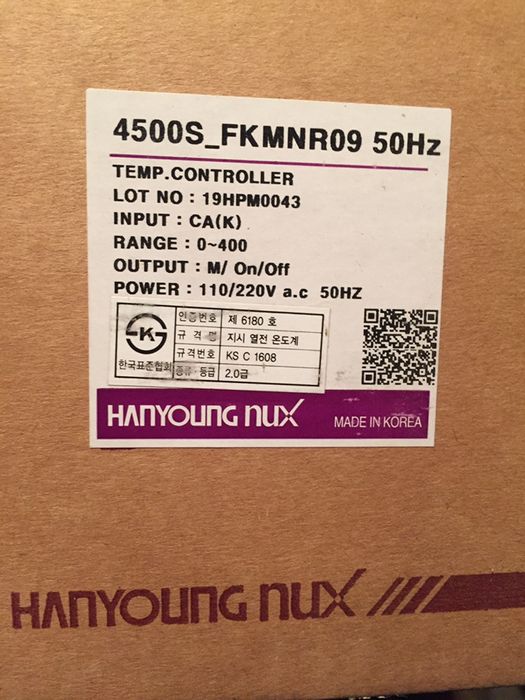 4500S_FKMNR09 50Hz
TEMP.CONTROLLER
LOT NO : 19HPM0043
INPUT : CA(K)
RANGE : 0~400
OUTPUT : M/ On/Off
POWER : 110/220V a.c 50HZ
인증번호 제 6180 호
규격명 지시 열전 온도계
규격번호 KS C 1608
종류·등급 2.0급
K
한국표준협회
HANYOUNG NUX
MADE IN KOREA
HANYOUNG NUX